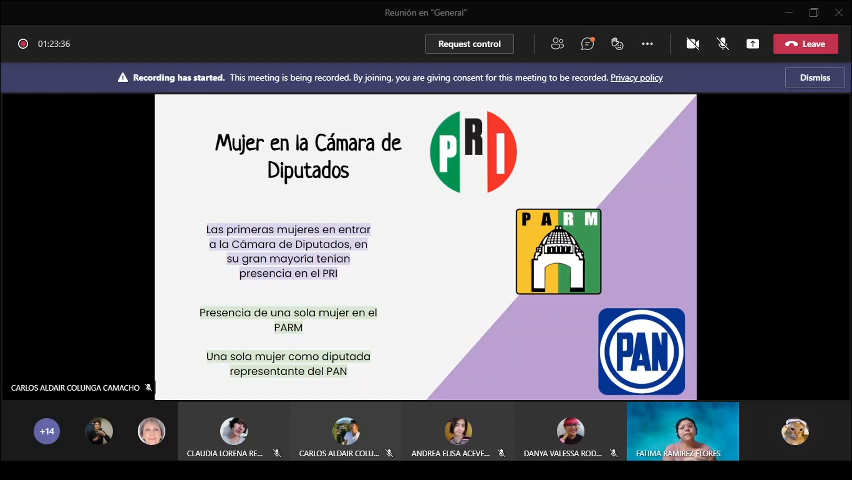 Reunión en "General"
01:23:36
Request control
Leave
Recording has started. This meeting is being recorded. By joining, you are giving consent for this meeting to be recorded. Privacy policy
Dismiss
Mujer en la Cámara de
Diputados
PRI
Las primeras mujeres en entrar
a la Cámara de Diputados, en
su gran mayoría tenían
presencia en el PRI
PARM
Presencia de una sola mujer en el
PARM
Una sola mujer como diputada
representante del PAN
PAN
CARLOS ALDAIR COLUNGA CAMACHO
+14
CLAUDIA LORENA RE...
CARLOS ALDAIR COLU...
ANDREA ELISA ACEVE...
DANYA VALESSA ROD...
FATIMA RAMIREZ FLORES